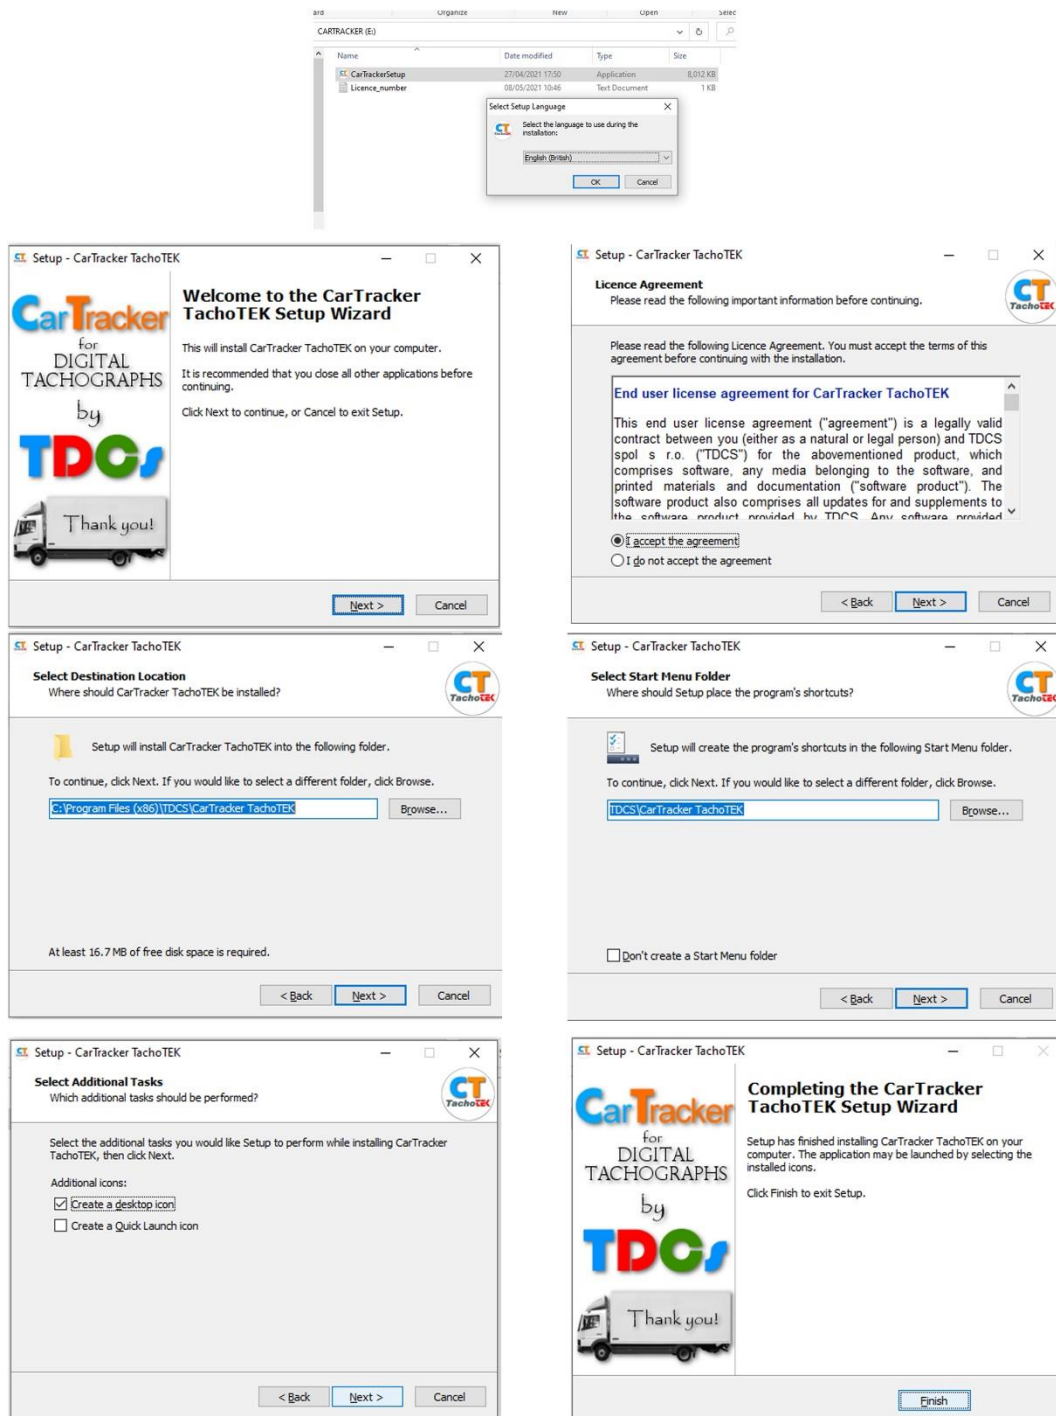 Organize
New
Open
CARTRACKER (E:)
Name
Date modified
Type
Size
CarTrackerSetup
27/04/2021 17:50
Application
8,012 KB
Licence_number
08/05/2021 10:46
Text Document
1 KB
Select Setup Language
CT
TachoTEK
Select the language to use during the
installation:
English (British)
OK
Cancel
Setup - CarTracker TachoTEK
CarTracker
for
DIGITAL
TACHOGRAPHS
by
TDCs
Thank you!
Welcome to the CarTracker
TachoTEK Setup Wizard
This will install CarTracker TachoTEK on your computer.
It is recommended that you close all other applications before
continuing.
Click Next to continue, or Cancel to exit Setup.
Next >
Cancel
Setup - CarTracker TachoTEK
Licence Agreement
Please read the following important information before continuing.
CT
TachoTEK
Please read the following Licence Agreement. You must accept the terms of this
agreement before continuing with the installation.
End user license agreement for CarTracker TachoTEK
This end user license agreement ("agreement") is a legally valid
contract between you (either as a natural or legal person) and TDCS
spol s r.o. ("TDCS") for the abovementioned product, which
comprises software, any media belonging to the software, and
printed materials and documentation ("software product"). The
software product also comprises all updates for and supplements to
the software product provided by TDCS. Any software provided
I accept the agreement
I do not accept the agreement
< Back
Next >
Cancel
Setup - CarTracker TachoTEK
Select Destination Location
Where should CarTracker TachoTEK be installed?
CT
TachoTEK
Setup will install CarTracker TachoTEK into the following folder.
To continue, click Next. If you would like to select a different folder, click Browse.
C:\Program Files (x86)\TDCS\CarTracker TachoTEK
Browse...
At least 16.7 MB of free disk space is required.
< Back
Next >
Cancel
Setup - CarTracker TachoTEK
Select Start Menu Folder
Where should Setup place the program's shortcuts?
CT
TachoTEK
Setup will create the program's shortcuts in the following Start Menu folder.
To continue, click Next. If you would like to select a different folder, click Browse.
TDCS\CarTracker TachoTEK
Browse...
Don't create a Start Menu folder
< Back
Next >
Cancel
Setup - CarTracker TachoTEK
Select Additional Tasks
Which additional tasks should be performed?
CT
TachoTEK
Select the additional tasks you would like Setup to perform while installing CarTracker
TachoTEK, then click Next.
Additional icons:
Create a desktop icon
Create a Quick Launch icon
< Back
Next >
Cancel
Setup - CarTracker TachoTEK
CarTracker
for
DIGITAL
TACHOGRAPHS
by
TDCs
Thank you!
Completing the CarTracker
TachoTEK Setup Wizard
Setup has finished installing CarTracker TachoTEK on your
computer. The application may be launched by selecting the
installed icons.
Click Finish to exit Setup.
Finish